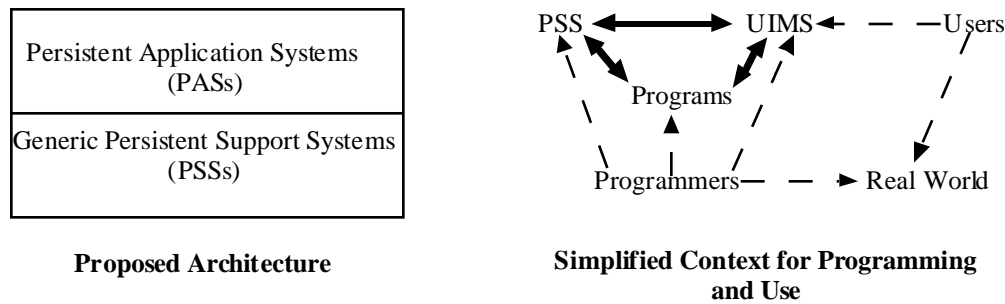 Persistent Application Systems
(PASs)
Generic Persistent Support Systems
(PSSs)
Proposed Architecture
PSS
UIMS
Users
Programs
Programmers
Real World
Simplified Context for Programming
and Use